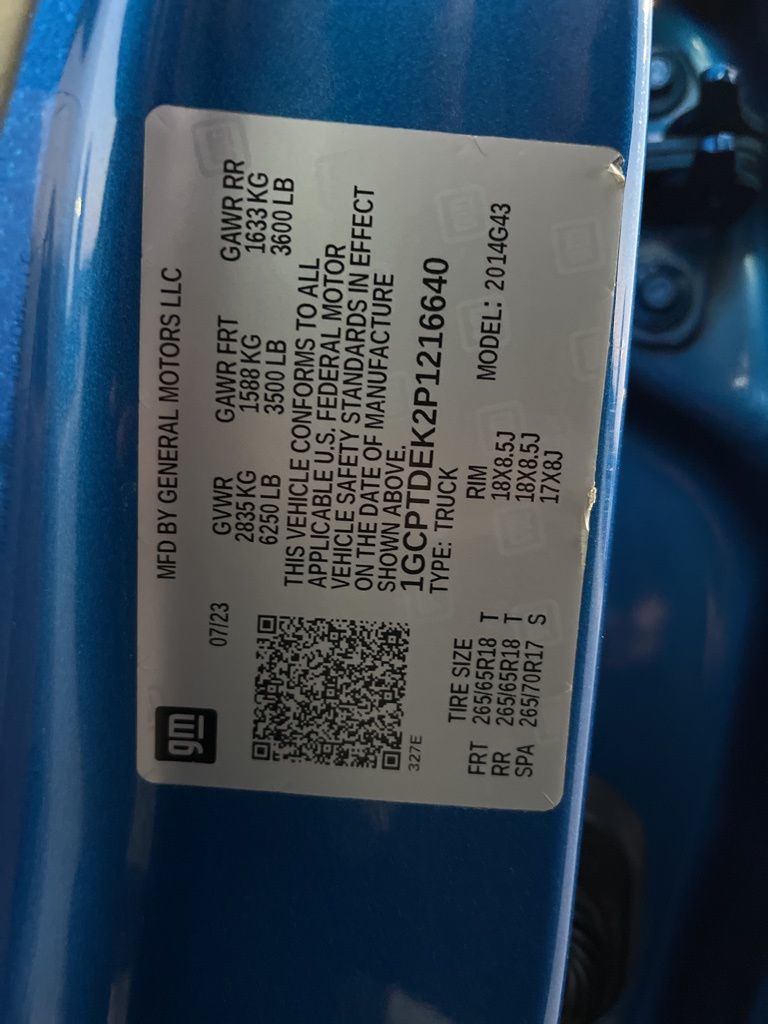 gm
MFD BY GENERAL MOTORS LLC
07/23
GVWR GAWR FRT GAWR RR
2835 KG 1588 KG 1633 KG
6250 LB 3500 LB 3600 LB
THIS VEHICLE CONFORMS TO ALL
APPLICABLE U.S. FEDERAL MOTOR
VEHICLE SAFETY STANDARDS IN EFFECT
ON THE DATE OF MANUFACTURE
SHOWN ABOVE.
1GCPTDEK2P1216640
327E
TYPE: TRUCK
MODEL: 2014G43
TIRE SIZE RIM
FRT 265/65R18 T 18X8.5J
RR 265/65R18 T 18X8.5J
SPA 265/70R17 S 17X8J